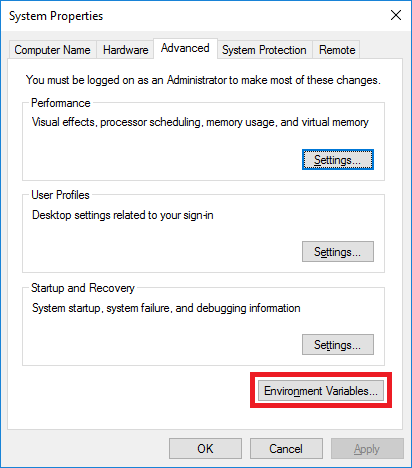 System Properties
Computer Name Hardware Advanced System Protection Remote
You must be logged on as an Administrator to make most of these changes.
Performance
Visual effects, processor scheduling, memory usage, and virtual memory
Settings...
User Profiles
Desktop settings related to your sign-in
Settings...
Startup and Recovery
System startup, system failure, and debugging information
Settings...
Environment Variables...
OK Cancel Apply